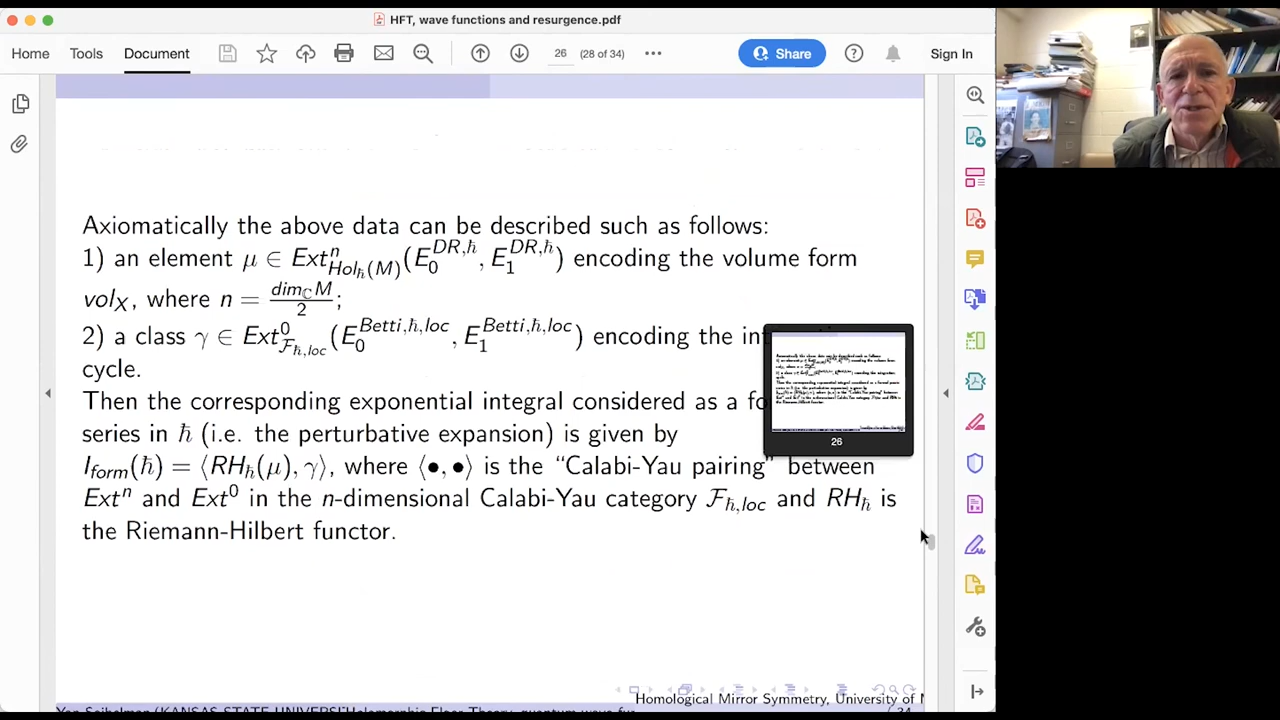 HFT, wave functions and resurgence.pdf
Home Tools Document 26 (28 of 34) Share Sign In
Axiomatically the above data can be described such as follows:
1) an element μ ∈ Ext^n_{Hol_ħ(M)}(E_0^{DR,ħ}, E_1^{DR,ħ}) encoding the volume form
vol_X, where n = dim_ℂ M / 2;
2) a class γ ∈ Ext^0_{F_ħ,loc}(E_0^{Betti,ħ,loc}, E_1^{Betti,ħ,loc}) encoding the int
cycle.
Then the corresponding exponential integral considered as a fo
series in ħ (i.e. the perturbative expansion) is given by
I_form(ħ) = ⟨RH_ħ(μ), γ⟩, where ⟨•, •⟩ is the “Calabi-Yau pairing” between
Ext^n and Ext^0 in the n-dimensional Calabi-Yau category F_ħ,loc and RH_ħ is
the Riemann-Hilbert functor.
26
Homological Mirror Symmetry, University of M